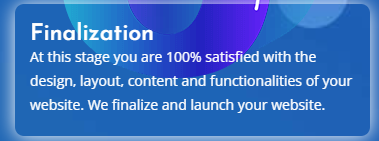 Finalization
At this stage you are 100% satisfied with the
design, layout, content and functionalities of your
website. We finalize and launch your website.